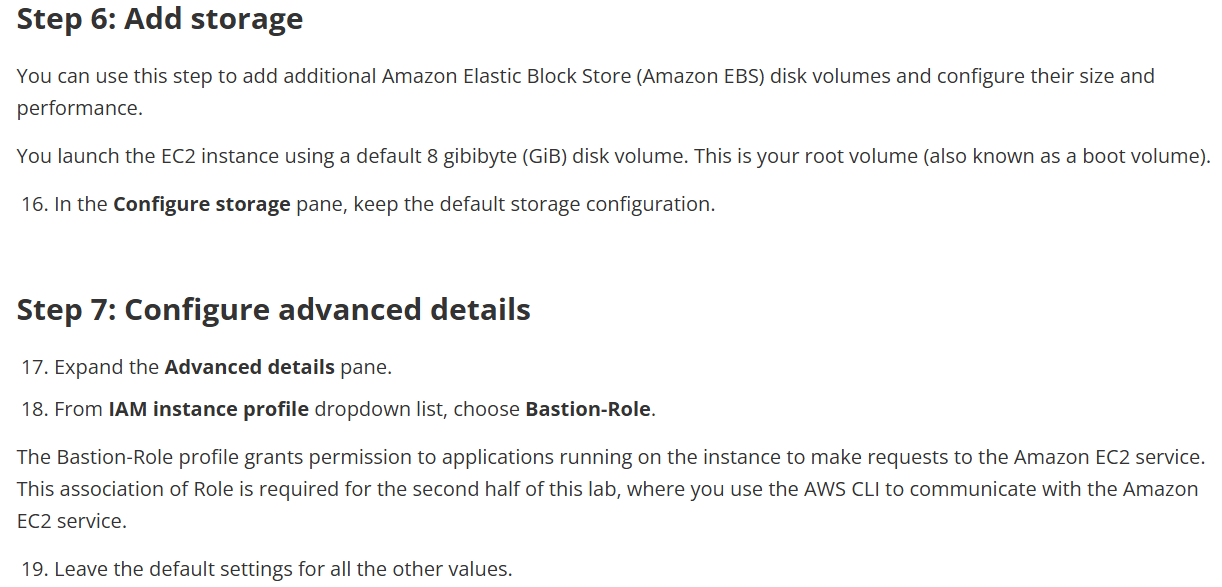 Step 6: Add storage
You can use this step to add additional Amazon Elastic Block Store (Amazon EBS) disk volumes and configure their size and
performance.
You launch the EC2 instance using a default 8 gibibyte (GiB) disk volume. This is your root volume (also known as a boot volume).
16. In the Configure storage pane, keep the default storage configuration.
Step 7: Configure advanced details
17. Expand the Advanced details pane.
18. From IAM instance profile dropdown list, choose Bastion-Role.
The Bastion-Role profile grants permission to applications running on the instance to make requests to the Amazon EC2 service.
This association of Role is required for the second half of this lab, where you use the AWS CLI to communicate with the Amazon
EC2 service.
19. Leave the default settings for all the other values.